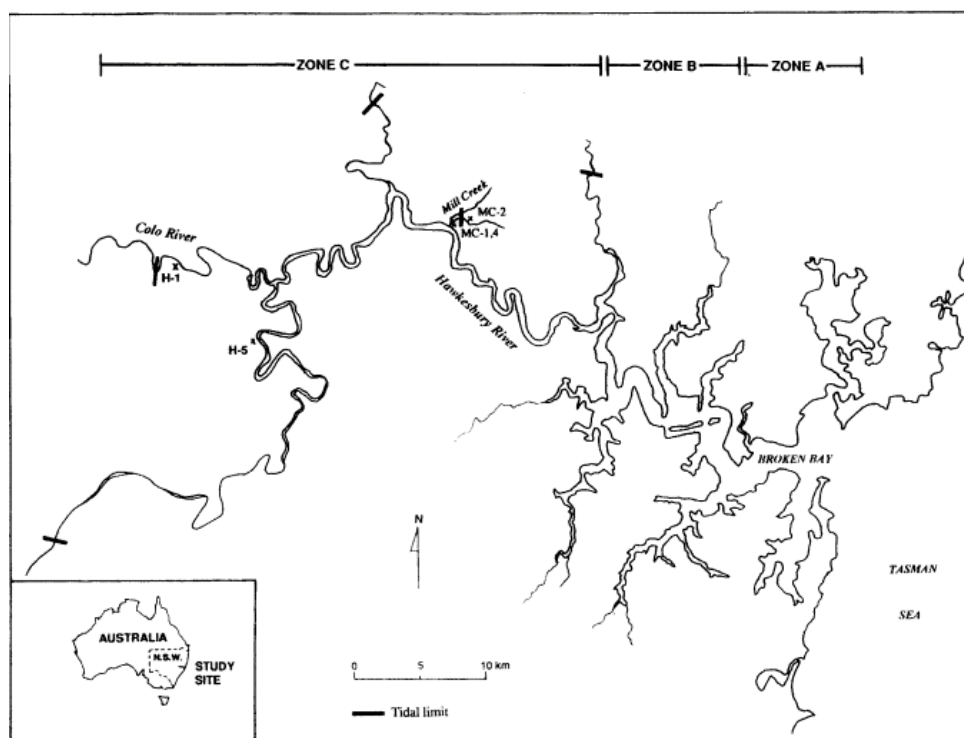 ZONE C
ZONE B
ZONE A
Mill Creek
MC-2
MC-1,4
Colo River
H-1
Hawkesbury River
H-5
BROKEN BAY
N
TASMAN
SEA
AUSTRALIA
N.S.W.
STUDY
SITE
0 5 10 km
Tidal limit